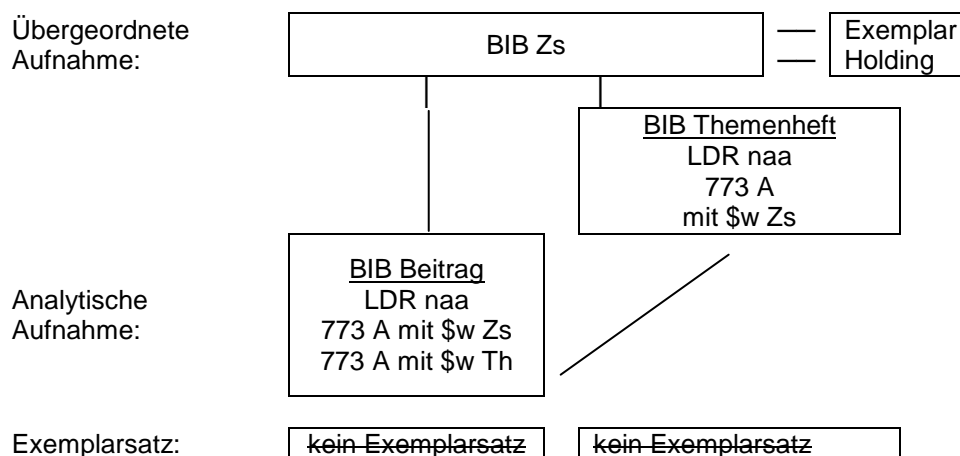 Übergeordnete
Aufnahme:
BIB Zs
Exemplar
Holding
BIB Themenheft
LDR naa
773 A
mit $w Zs
Analytische
Aufnahme:
BIB Beitrag
LDR naa
773 A mit $w Zs
773 A mit $w Th
Exemplarsatz:
kein Exemplarsatz
kein Exemplarsatz